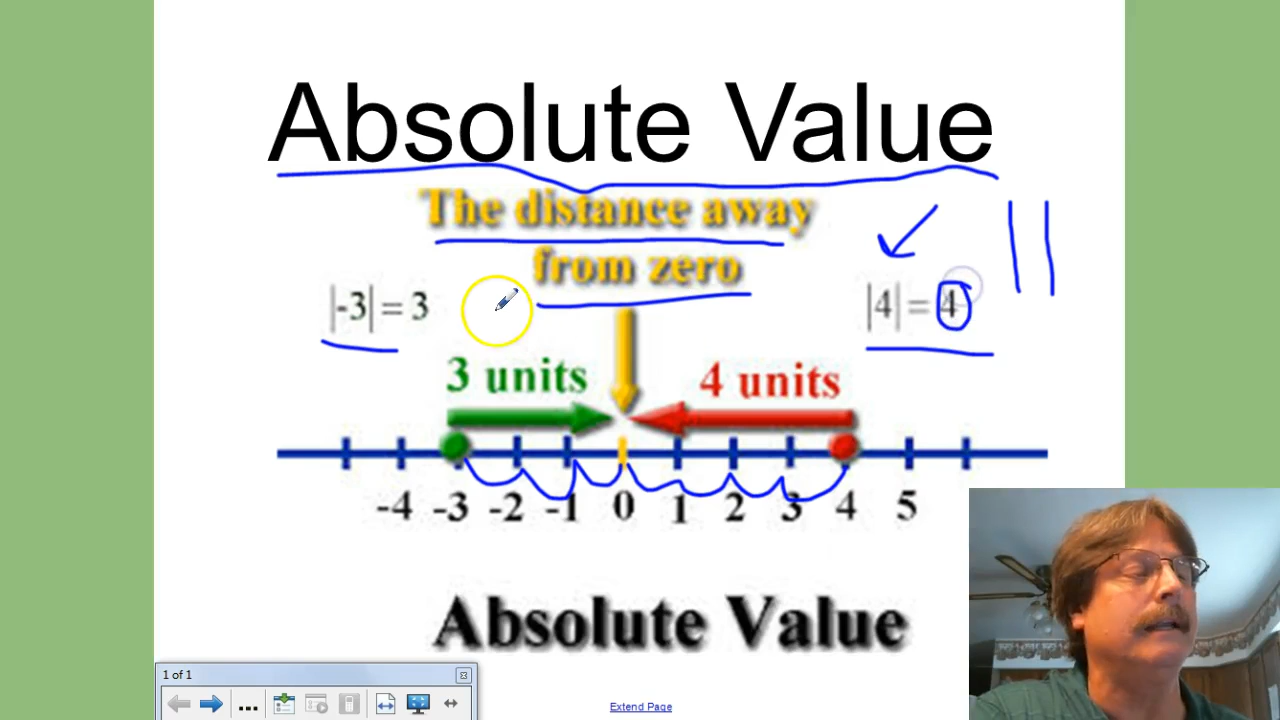 Absolute Value
The distance away
from zero
|-3| = 3
|4| = 4
||
3 units
4 units
-4 -3 -2 -1 0 1 2 3 4 5
Absolute Value
1 of 1
...
Extend Page